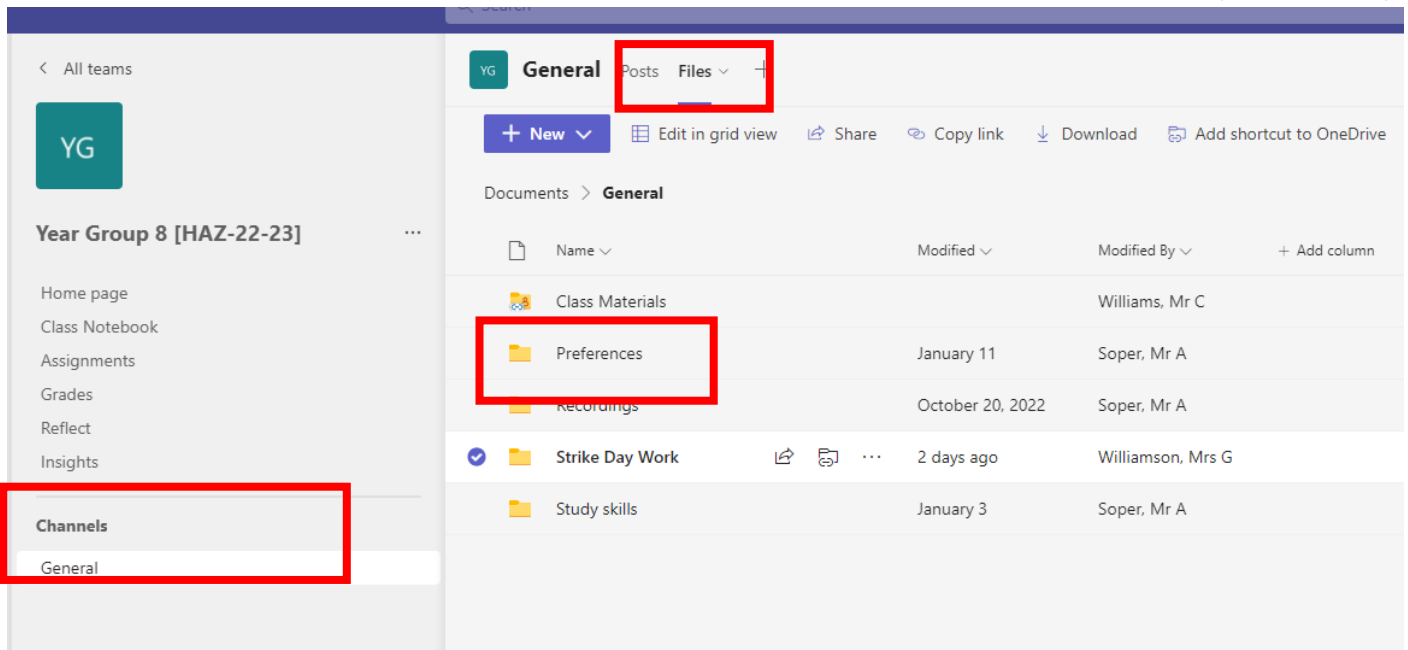 Search
< All teams
YG
Year Group 8 [HAZ-22-23] ...
Home page
Class Notebook
Assignments
Grades
Reflect
Insights
Channels
General
YG General Posts Files +
+ New Edit in grid view Share Copy link Download Add shortcut to OneDrive
Documents > General
Name Modified Modified By + Add column
Class Materials Williams, Mr C
Preferences January 11 Soper, Mr A
Recordings October 20, 2022 Soper, Mr A
Strike Day Work ... 2 days ago Williamson, Mrs G
Study skills January 3 Soper, Mr A